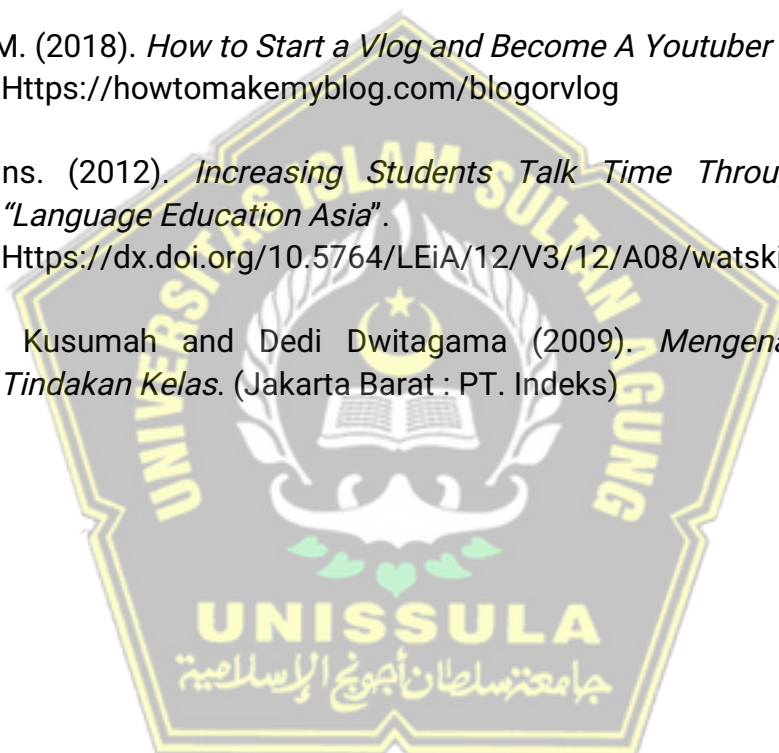 M. (2018). How to Start a Vlog and Become A Youtuber
Https://howtomakemyblog.com/blogorvlog
ns. (2012). Increasing Students Talk Time Throu
“Language Education Asia”.
Https://dx.doi.org/10.5764/LEiA/12/V3/12/A08/watski
Kusumah and Dedi Dwitagama (2009). Mengena
Tindakan Kelas. (Jakarta Barat : PT. Indeks)
UNIVERSITAS ISLAM SULTAN AGUNG
UNISSULA
جامعة سلطان أجونج الإسلامية